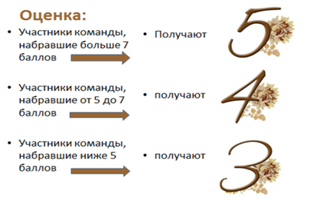 Оценка:
• Участники команды,
набравшие больше 7
баллов
• Получают
5
• Участники команды,
набравшие от 5 до 7
баллов
• получают
4
• Участники команды,
набравшие ниже 5
баллов
• получают
3